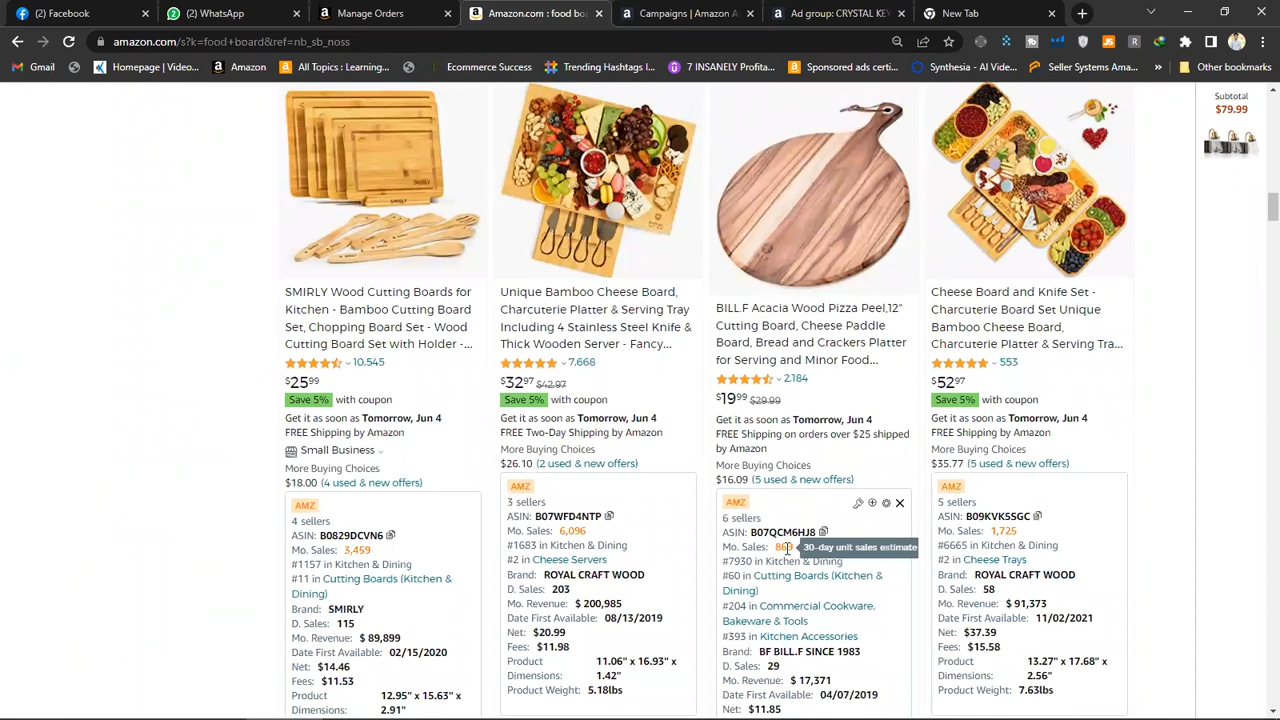 (2) Facebook
(2) WhatsApp
Manage Orders
Amazon.com : food bo
Campaigns | Amazon A
Ad group: CRYSTAL KEY
New Tab
amazon.com/s?k=food+board&ref=nb_sb_noss
Gmail
Homepage | Video...
Amazon
All Topics : Learning...
Ecommerce Success
Trending Hashtags I...
7 INSANELY Profita...
Sponsored ads certi...
Synthesia - AI Vide...
Seller Systems Ama...
»
Other bookmarks
Subtotal
$79.99
SMIRLY Wood Cutting Boards for
Kitchen - Bamboo Cutting Board
Set, Chopping Board Set - Wood
Cutting Board Set with Holder -...
10,545
$25.99
Save 5% with coupon
Get it as soon as Tomorrow, Jun 4
FREE Shipping by Amazon
Small Business
More Buying Choices
$18.00 (4 used & new offers)
AMZ
4 sellers
ASIN: B0829DCVN6
Mo. Sales: 3,459
#1157 in Kitchen & Dining
#11 in Cutting Boards (Kitchen &
Dining)
Brand: SMIRLY
D. Sales: 115
Mo. Revenue: $ 89,899
Date First Available: 02/15/2020
Net: $14.46
Fees: $11.53
Product 12.95" x 15.63" x
Dimensions: 2.91"
Unique Bamboo Cheese Board,
Charcuterie Platter & Serving Tray
Including 4 Stainless Steel Knife &
Thick Wooden Server - Fancy...
7,668
$32.97 $42.97
Save 5% with coupon
Get it as soon as Tomorrow, Jun 4
FREE Two-Day Shipping by Amazon
More Buying Choices
$26.10 (2 used & new offers)
AMZ
3 sellers
ASIN: B07WFD4NTP
Mo. Sales: 6,096
#1683 in Kitchen & Dining
#2 in Cheese Servers
Brand: ROYAL CRAFT WOOD
D. Sales: 203
Mo. Revenue: $ 200,985
Date First Available: 08/13/2019
Net: $20.99
Fees: $11.98
Product 11.06" x 16.93" x
Dimensions: 1.42"
Product Weight: 5.18lbs
BILL.F Acacia Wood Pizza Peel,12"
Cutting Board, Cheese Paddle
Board, Bread and Crackers Platter
for Serving and Minor Food...
2,184
$19.99 $29.99
Get it as soon as Tomorrow, Jun 4
FREE Shipping on orders over $25 shipped
by Amazon
More Buying Choices
$16.09 (5 used & new offers)
AMZ
6 sellers
ASIN: B07QCM6HJ8
Mo. Sales:
30-day unit sales estimate
#7930 in Kitchen & Dining
#60 in Cutting Boards (Kitchen &
Dining)
#204 in Commercial Cookware,
Bakeware & Tools
#393 in Kitchen Accessories
Brand: BF BILL.F SINCE 1983
D. Sales: 29
Mo. Revenue: $ 17,371
Date First Available: 04/07/2019
Net: $11.85
Cheese Board and Knife Set -
Charcuterie Board Set Unique
Bamboo Cheese Board,
Charcuterie Platter & Serving Tra...
553
$52.97
Save 5% with coupon
Get it as soon as Tomorrow, Jun 4
FREE Shipping by Amazon
More Buying Choices
$35.77 (5 used & new offers)
AMZ
5 sellers
ASIN: B09KVK5SGC
Mo. Sales: 1,725
#6665 in Kitchen & Dining
#2 in Cheese Trays
Brand: ROYAL CRAFT WOOD
D. Sales: 58
Mo. Revenue: $ 91,373
Date First Available: 11/02/2021
Net: $37.39
Fees: $15.58
Product 13.27" x 17.68" x
Dimensions: 2.56"
Product Weight: 7.63lbs